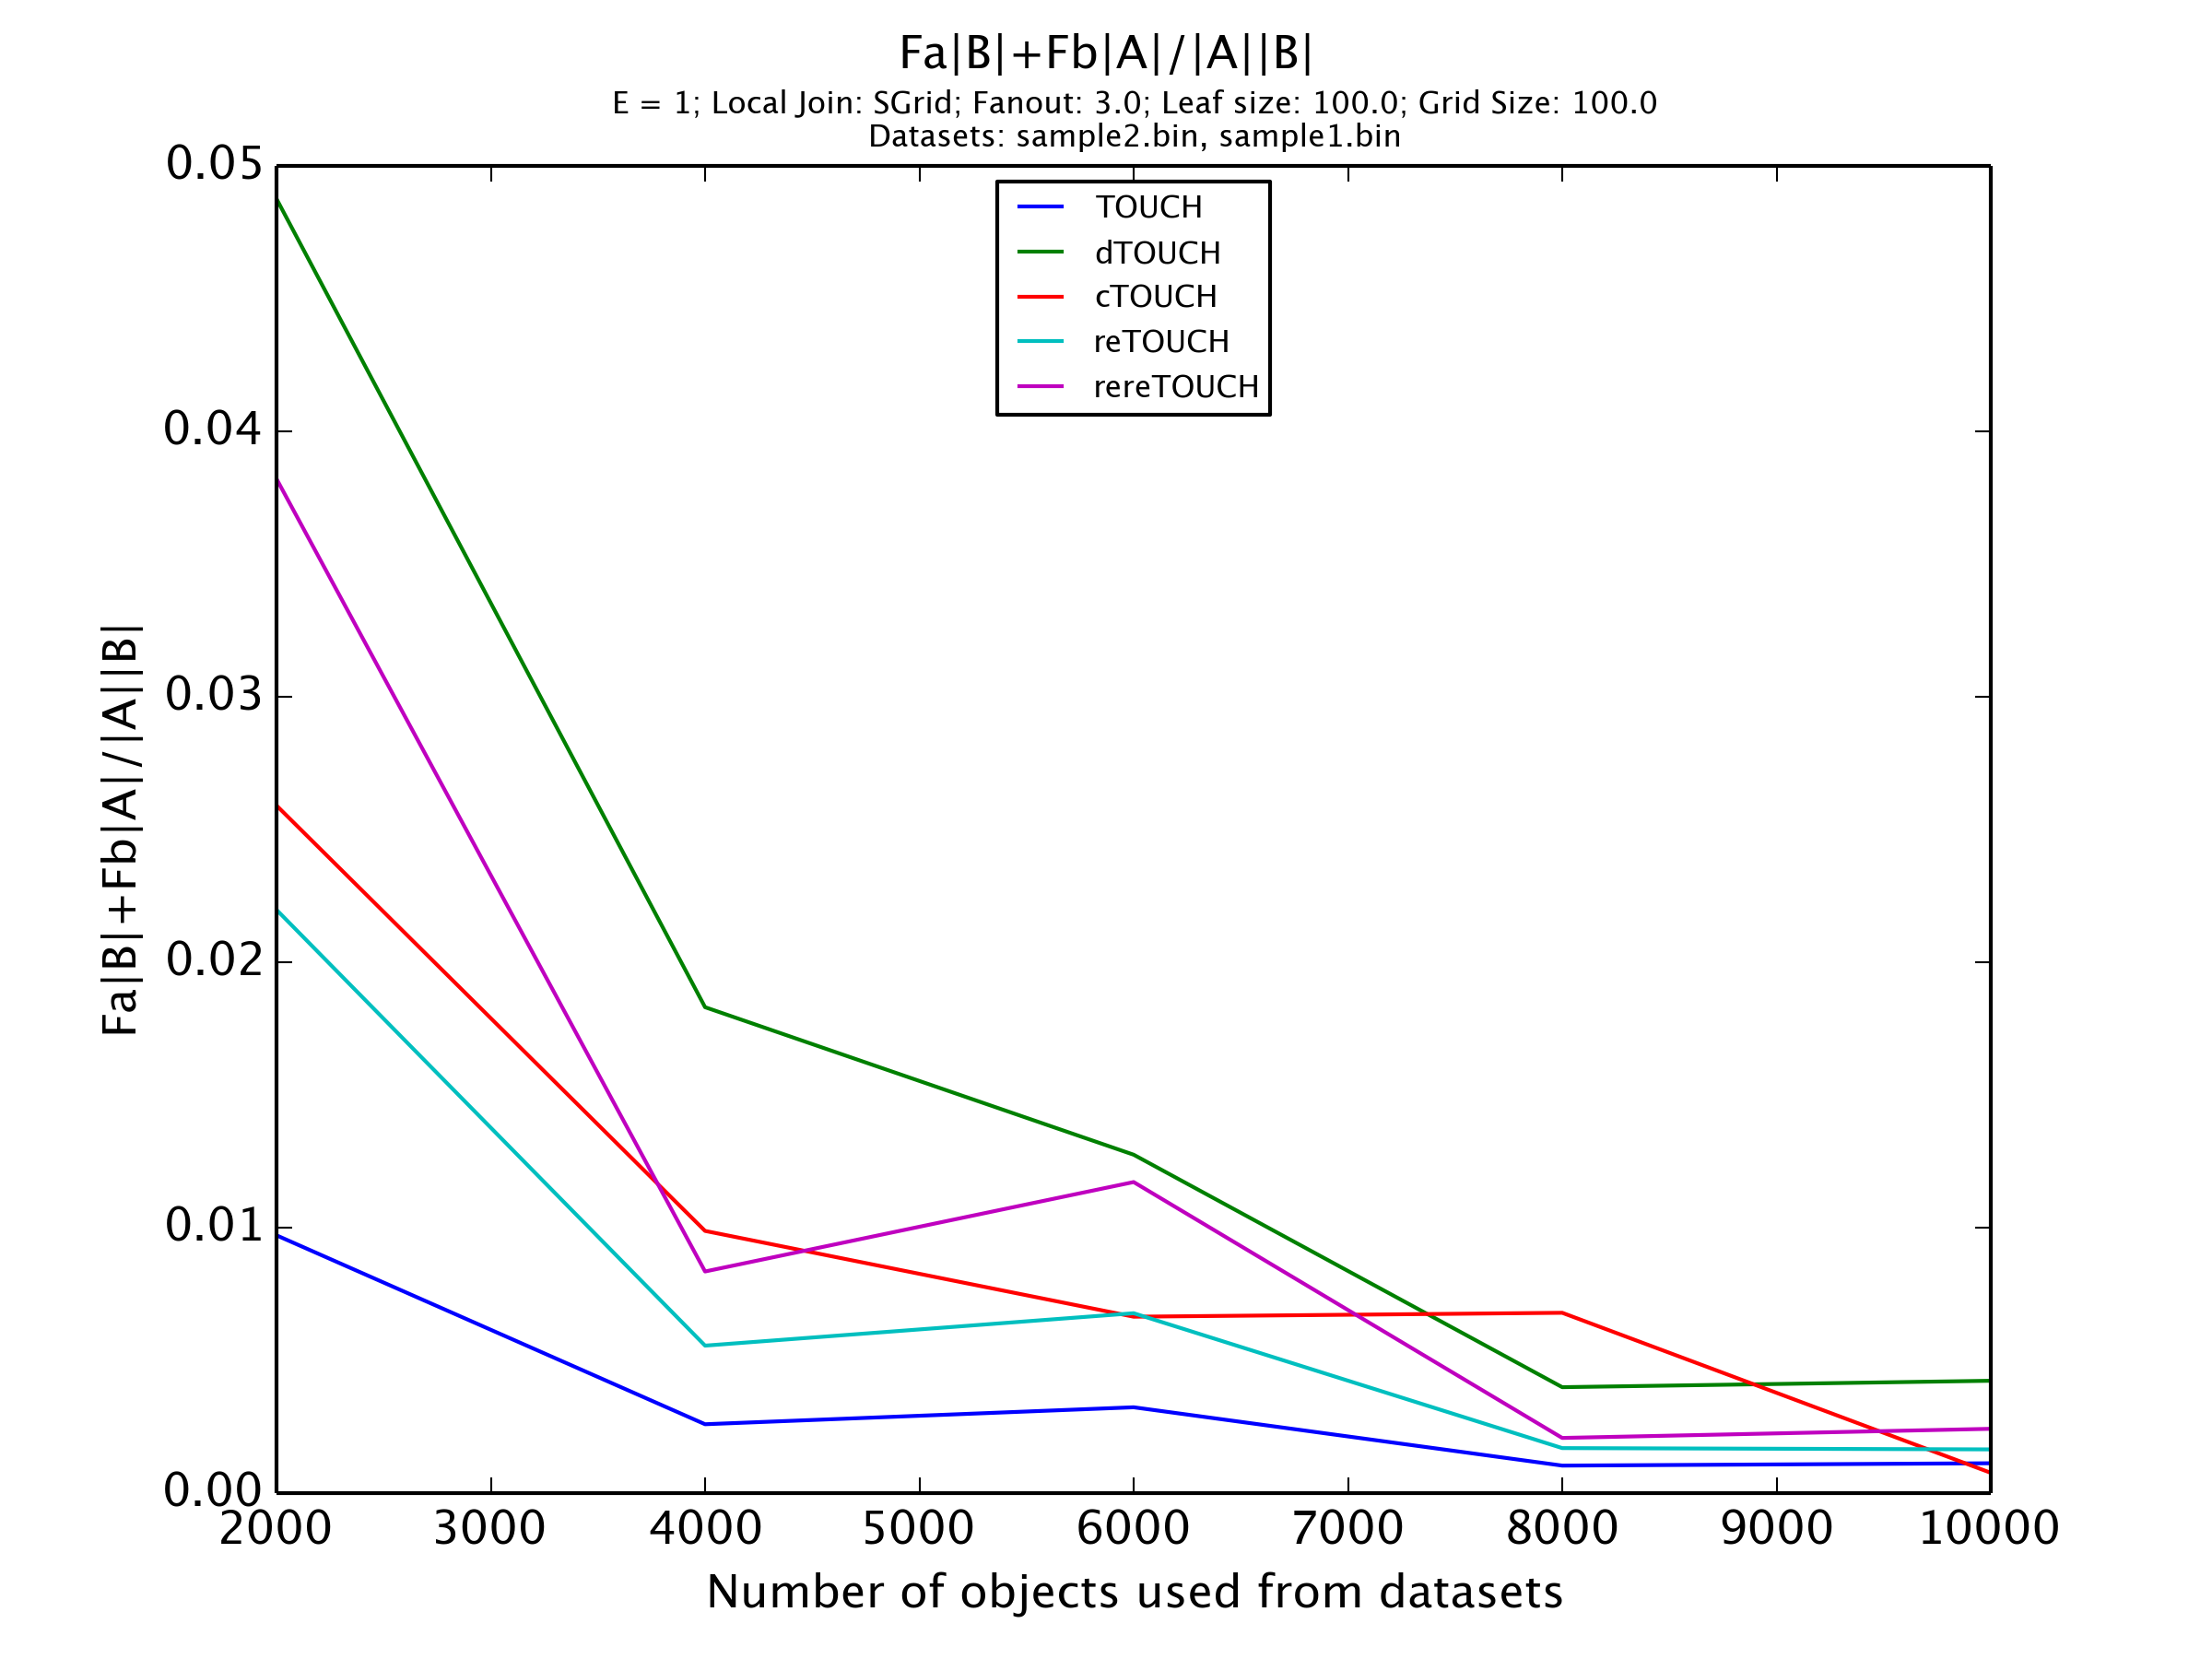 Fa|B|+Fb|A|/|A||B|
E = 1; Local Join: SGrid; Fanout: 3.0; Leaf size: 100.0; Grid Size: 100.0
Datasets: sample2.bin, sample1.bin
TOUCH
dTOUCH
cTOUCH
reTOUCH
rereTOUCH
Fa|B|+Fb|A|/|A||B|
0.05
0.04
0.03
0.02
0.01
0.00
2000 3000 4000 5000 6000 7000 8000 9000 10000
Number of objects used from datasets